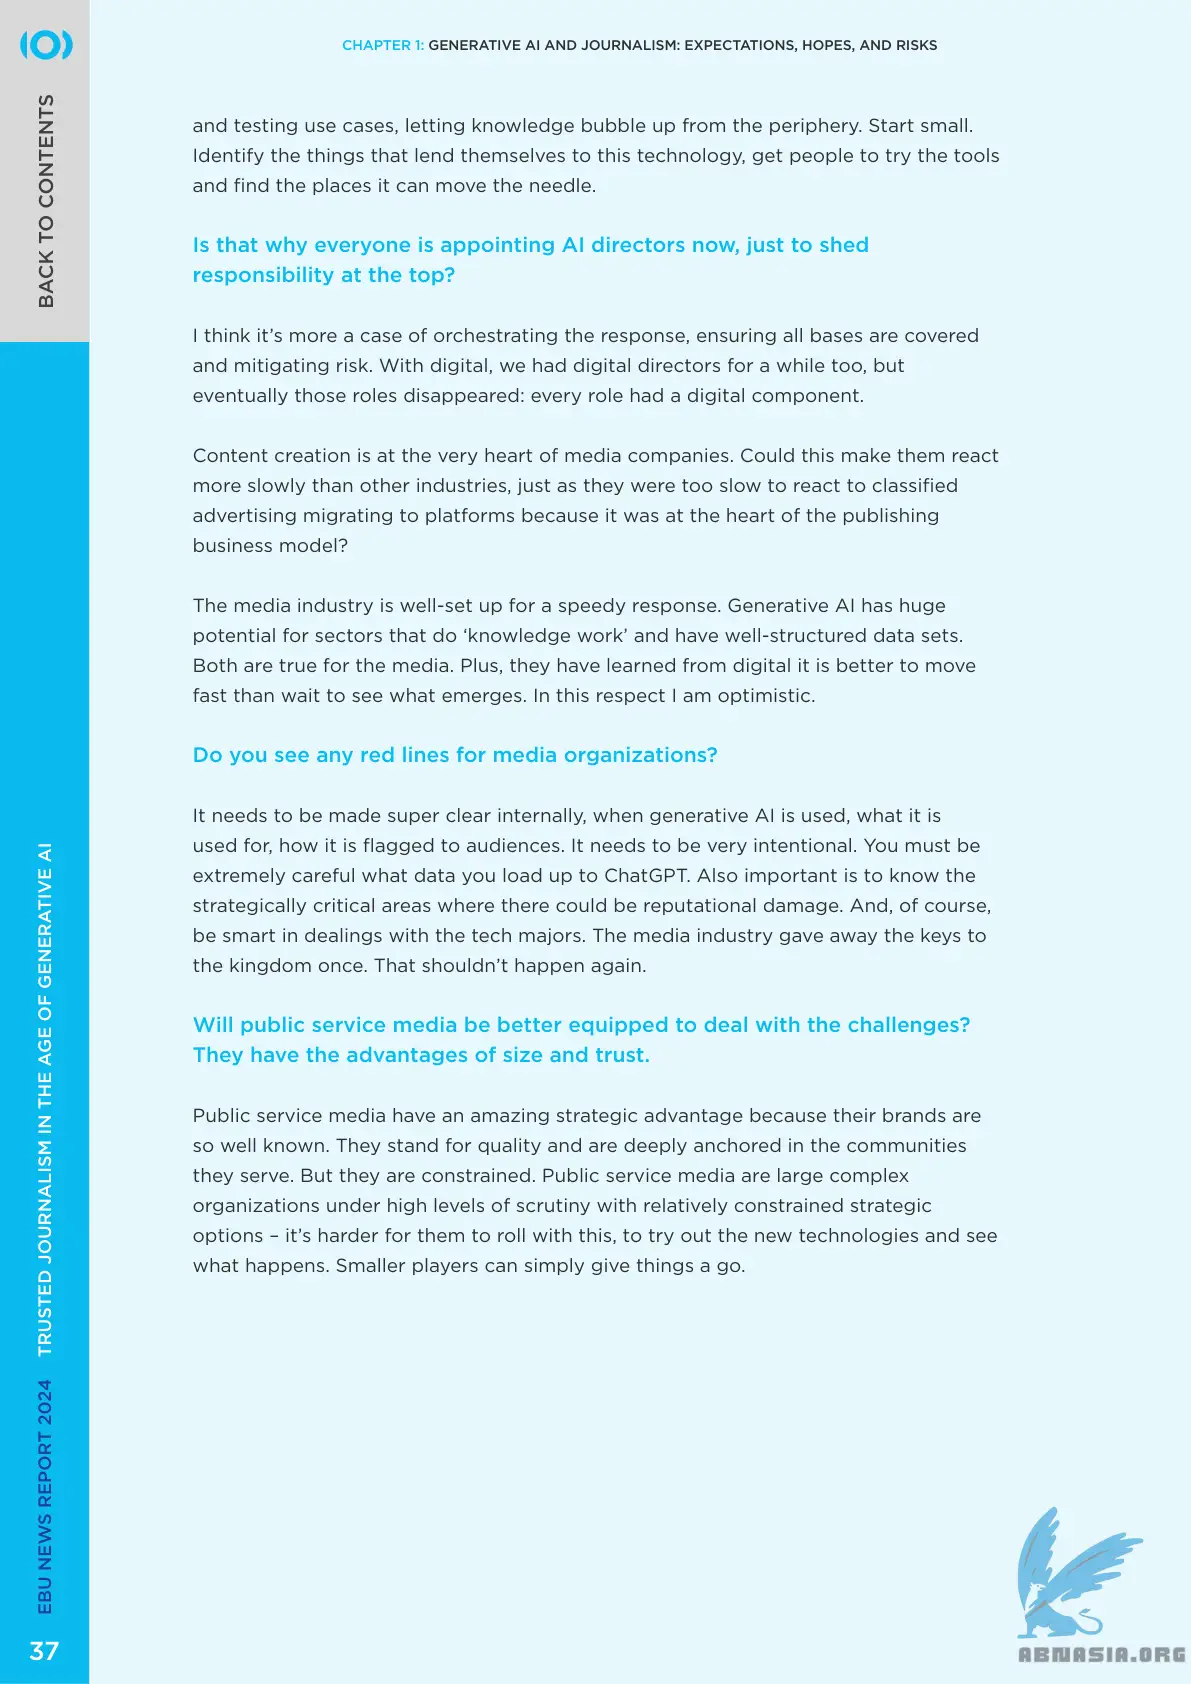 CHAPTER 1: GENERATIVE AI AND JOURNALISM: EXPECTATIONS, HOPES, AND RISKS
BACK TO CONTENTS
and testing use cases, letting knowledge bubble up from the periphery. Start small.
Identify the things that lend themselves to this technology, get people to try the tools
and find the places it can move the needle.
Is that why everyone is appointing AI directors now, just to shed
responsibility at the top?
I think it’s more a case of orchestrating the response, ensuring all bases are covered
and mitigating risk. With digital, we had digital directors for a while too, but
eventually those roles disappeared: every role had a digital component.
Content creation is at the very heart of media companies. Could this make them react
more slowly than other industries, just as they were too slow to react to classified
advertising migrating to platforms because it was at the heart of the publishing
business model?
The media industry is well-set up for a speedy response. Generative AI has huge
potential for sectors that do ‘knowledge work’ and have well-structured data sets.
Both are true for the media. Plus, they have learned from digital it is better to move
fast than wait to see what emerges. In this respect I am optimistic.
Do you see any red lines for media organizations?
It needs to be made super clear internally, when generative AI is used, what it is
used for, how it is flagged to audiences. It needs to be very intentional. You must be
extremely careful what data you load up to ChatGPT. Also important is to know the
strategically critical areas where there could be reputational damage. And, of course,
be smart in dealings with the tech majors. The media industry gave away the keys to
the kingdom once. That shouldn’t happen again.
Will public service media be better equipped to deal with the challenges?
They have the advantages of size and trust.
Public service media have an amazing strategic advantage because their brands are
so well known. They stand for quality and are deeply anchored in the communities
they serve. But they are constrained. Public service media are large complex
organizations under high levels of scrutiny with relatively constrained strategic
options – it’s harder for them to roll with this, to try out the new technologies and see
what happens. Smaller players can simply give things a go.
EBU NEWS REPORT 2024 TRUSTED JOURNALISM IN THE AGE OF GENERATIVE AI
37
ABNASIA.ORG